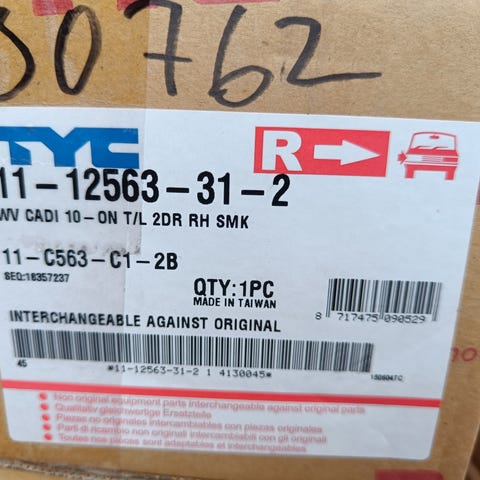 30762
TYC
R
11-12563-31-2
WV CADI 10-ON T/L 2DR RH SMK
11-C563-C1-2B
SEQ:18357237
QTY:1PC
MADE IN TAIWAN
8 717475 090529
INTERCHANGEABLE AGAINST ORIGINAL
45
*11-12563-31-2 1 4130045*
Non original equipment parts interchangeable against original parts
Qualitativ gleichwertige Ersatzteile
Piezas no originales intercambiables con piezas originales
Parti di ricambio non originali intercambiabili con gli originali
Toutes nos pièces sont adaptables et interchangeables